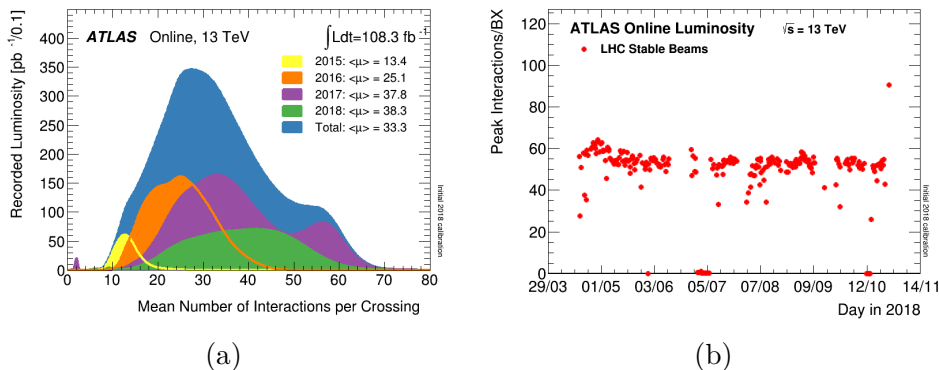 ATLAS Online, 13 TeV ∫Ldt=108.3 fb⁻¹
2015: <μ> = 13.4
2016: <μ> = 25.1
2017: <μ> = 37.8
2018: <μ> = 38.3
Total: <μ> = 33.3
Recorded Luminosity [pb⁻¹/0.1]
400
350
300
250
200
150
100
50
0
0 10 20 30 40 50 60 70 80
Mean Number of Interactions per Crossing
Initial 2018 calibration
(a)
ATLAS Online Luminosity √s = 13 TeV
LHC Stable Beams
Peak Interactions/BX
120
100
80
60
40
20
0
29/03 01/05 03/06 05/07 07/08 09/09 12/10 14/11
Day in 2018
Initial 2018 calibration
(b)